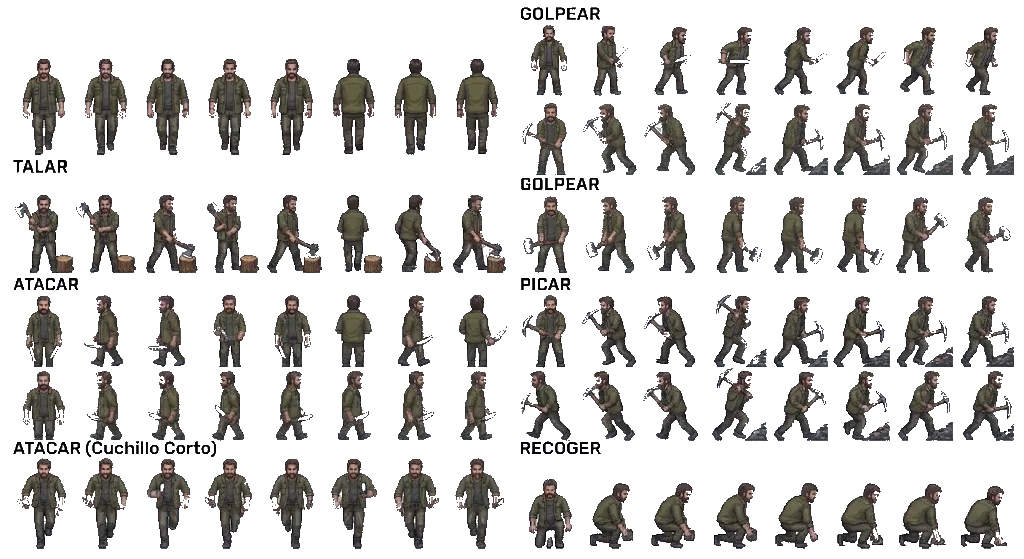 GOLPEAR
TALAR
GOLPEAR
ATACAR
PICAR
ATACAR (Cuchillo Corto)
RECOGER